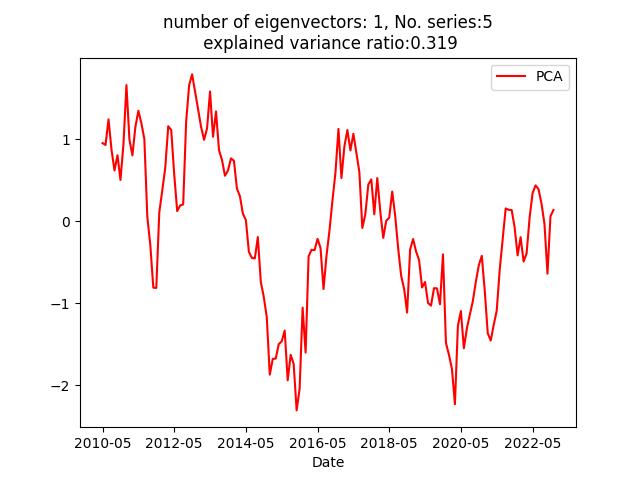 number of eigenvectors: 1, No. series:5
explained variance ratio:0.319
PCA
1
0
−1
−2
2010-05 2012-05 2014-05 2016-05 2018-05 2020-05 2022-05
Date